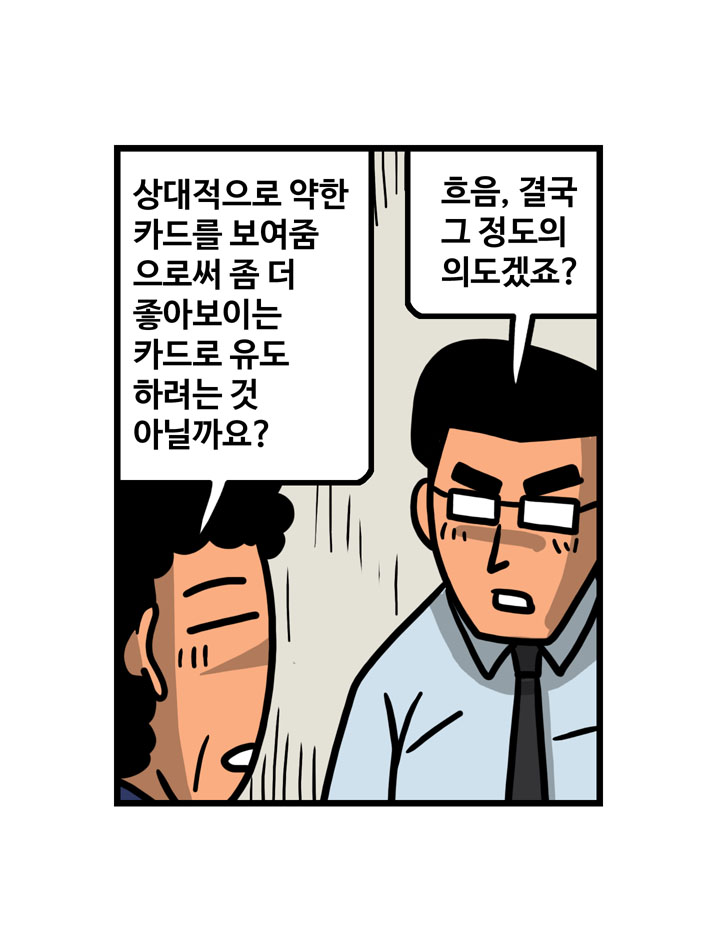 상대적으로 약한
카드를 보여줌
으로써 좀 더
좋아보이는
카드로 유도
하려는 것
아닐까요?
흐음, 결국
그 정도의
의도겠죠?